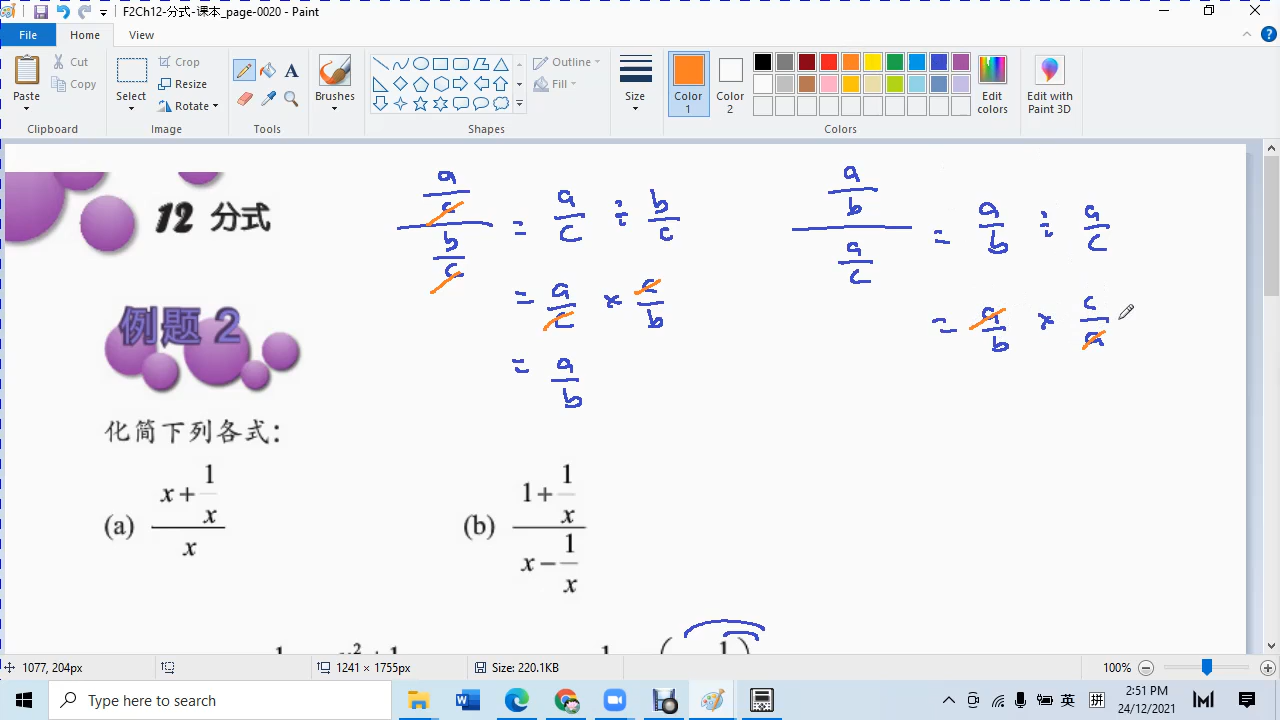 F2Ch12-分式-课本_page-0020 - Paint
File Home View
Paste Cut Copy Clipboard
Select Crop Resize Rotate Image
Tools
Brushes
Outline Fill Shapes
Size
Color 1 Color 2 Edit colors Colors
Edit with Paint 3D
12 分式
(a/c)/(b/c) = a/c ÷ b/c
= a/c × c/b
= a/b
(a/b)/(a/c) = a/b ÷ a/c
= a/b × c/a
例题 2
化简下列各式：
(a) (x + 1/x)/x
(b) (1 + 1/x)/(x − 1/x)
1077, 204px 1241 × 1755px Size: 220.1KB 100%
Type here to search
英 拼 2:51 PM
24/12/2021